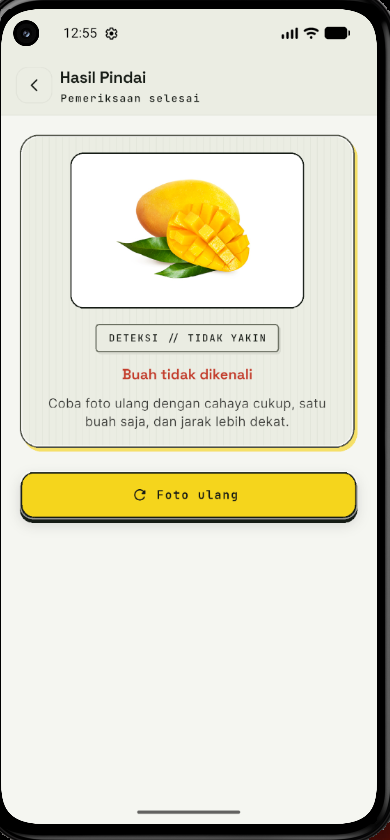 12:55
Hasil Pindai
Pemeriksaan selesai
DETEKSI // TIDAK YAKIN
Buah tidak dikenali
Coba foto ulang dengan cahaya cukup, satu
buah saja, dan jarak lebih dekat.
Foto ulang